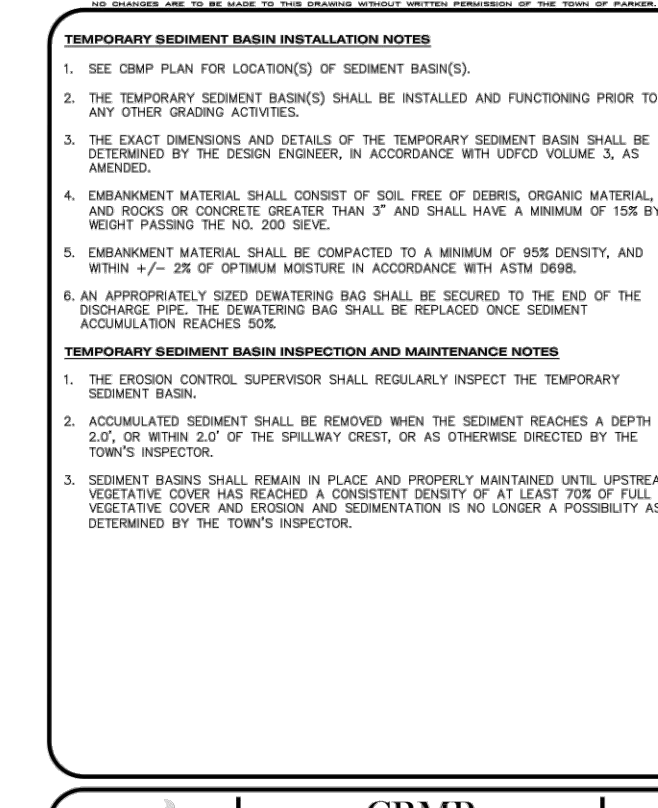 NO CHANGES ARE TO BE MADE TO THIS DRAWING WITHOUT WRITTEN PERMISSION OF THE TOWN OF PARKER.
TEMPORARY SEDIMENT BASIN INSTALLATION NOTES
1. SEE CBMP PLAN FOR LOCATION(S) OF SEDIMENT BASIN(S).
2. THE TEMPORARY SEDIMENT BASIN(S) SHALL BE INSTALLED AND FUNCTIONING PRIOR TO
ANY OTHER GRADING ACTIVITIES.
3. THE EXACT DIMENSIONS AND DETAILS OF THE TEMPORARY SEDIMENT BASIN SHALL BE
DETERMINED BY THE DESIGN ENGINEER, IN ACCORDANCE WITH UDFCD VOLUME 3, AS
AMENDED.
4. EMBANKMENT MATERIAL SHALL CONSIST OF SOIL FREE OF DEBRIS, ORGANIC MATERIAL,
AND ROCKS OR CONCRETE GREATER THAN 3" AND SHALL HAVE A MINIMUM OF 15% BY
WEIGHT PASSING THE NO. 200 SIEVE.
5. EMBANKMENT MATERIAL SHALL BE COMPACTED TO A MINIMUM OF 95% DENSITY, AND
WITHIN +/- 2% OF OPTIMUM MOISTURE IN ACCORDANCE WITH ASTM D698.
6. AN APPROPRIATELY SIZED DEWATERING BAG SHALL BE SECURED TO THE END OF THE
DISCHARGE PIPE. THE DEWATERING BAG SHALL BE REPLACED ONCE SEDIMENT
ACCUMULATION REACHES 50%.
TEMPORARY SEDIMENT BASIN INSPECTION AND MAINTENANCE NOTES
1. THE EROSION CONTROL SUPERVISOR SHALL REGULARLY INSPECT THE TEMPORARY
SEDIMENT BASIN.
2. ACCUMULATED SEDIMENT SHALL BE REMOVED WHEN THE SEDIMENT REACHES A DEPTH
2.0', OR WITHIN 2.0' OF THE SPILLWAY CREST, OR AS OTHERWISE DIRECTED BY THE
TOWN'S INSPECTOR.
3. SEDIMENT BASINS SHALL REMAIN IN PLACE AND PROPERLY MAINTAINED UNTIL UPSTREA
VEGETATIVE COVER HAS REACHED A CONSISTENT DENSITY OF AT LEAST 70% OF FULL
VEGETATIVE COVER AND EROSION AND SEDIMENTATION IS NO LONGER A POSSIBILITY AS
DETERMINED BY THE TOWN'S INSPECTOR.